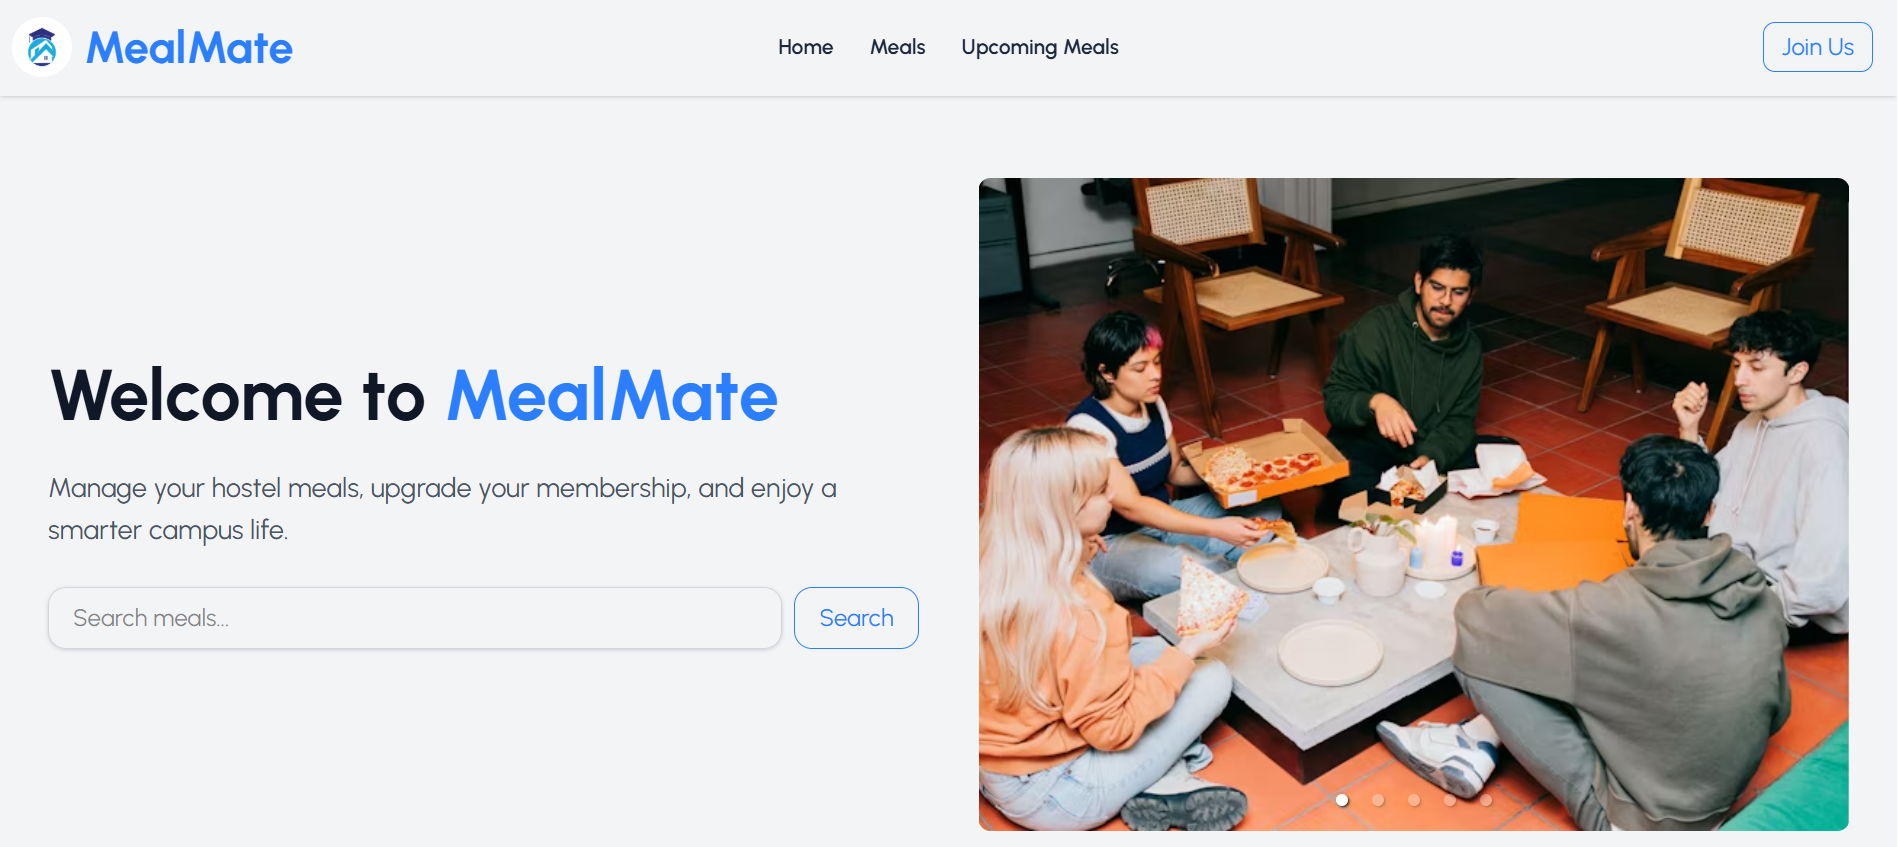 MealMate
Home
Meals
Upcoming Meals
Join Us
Welcome to MealMate
Manage your hostel meals, upgrade your membership, and enjoy a
smarter campus life.
Search meals...
Search